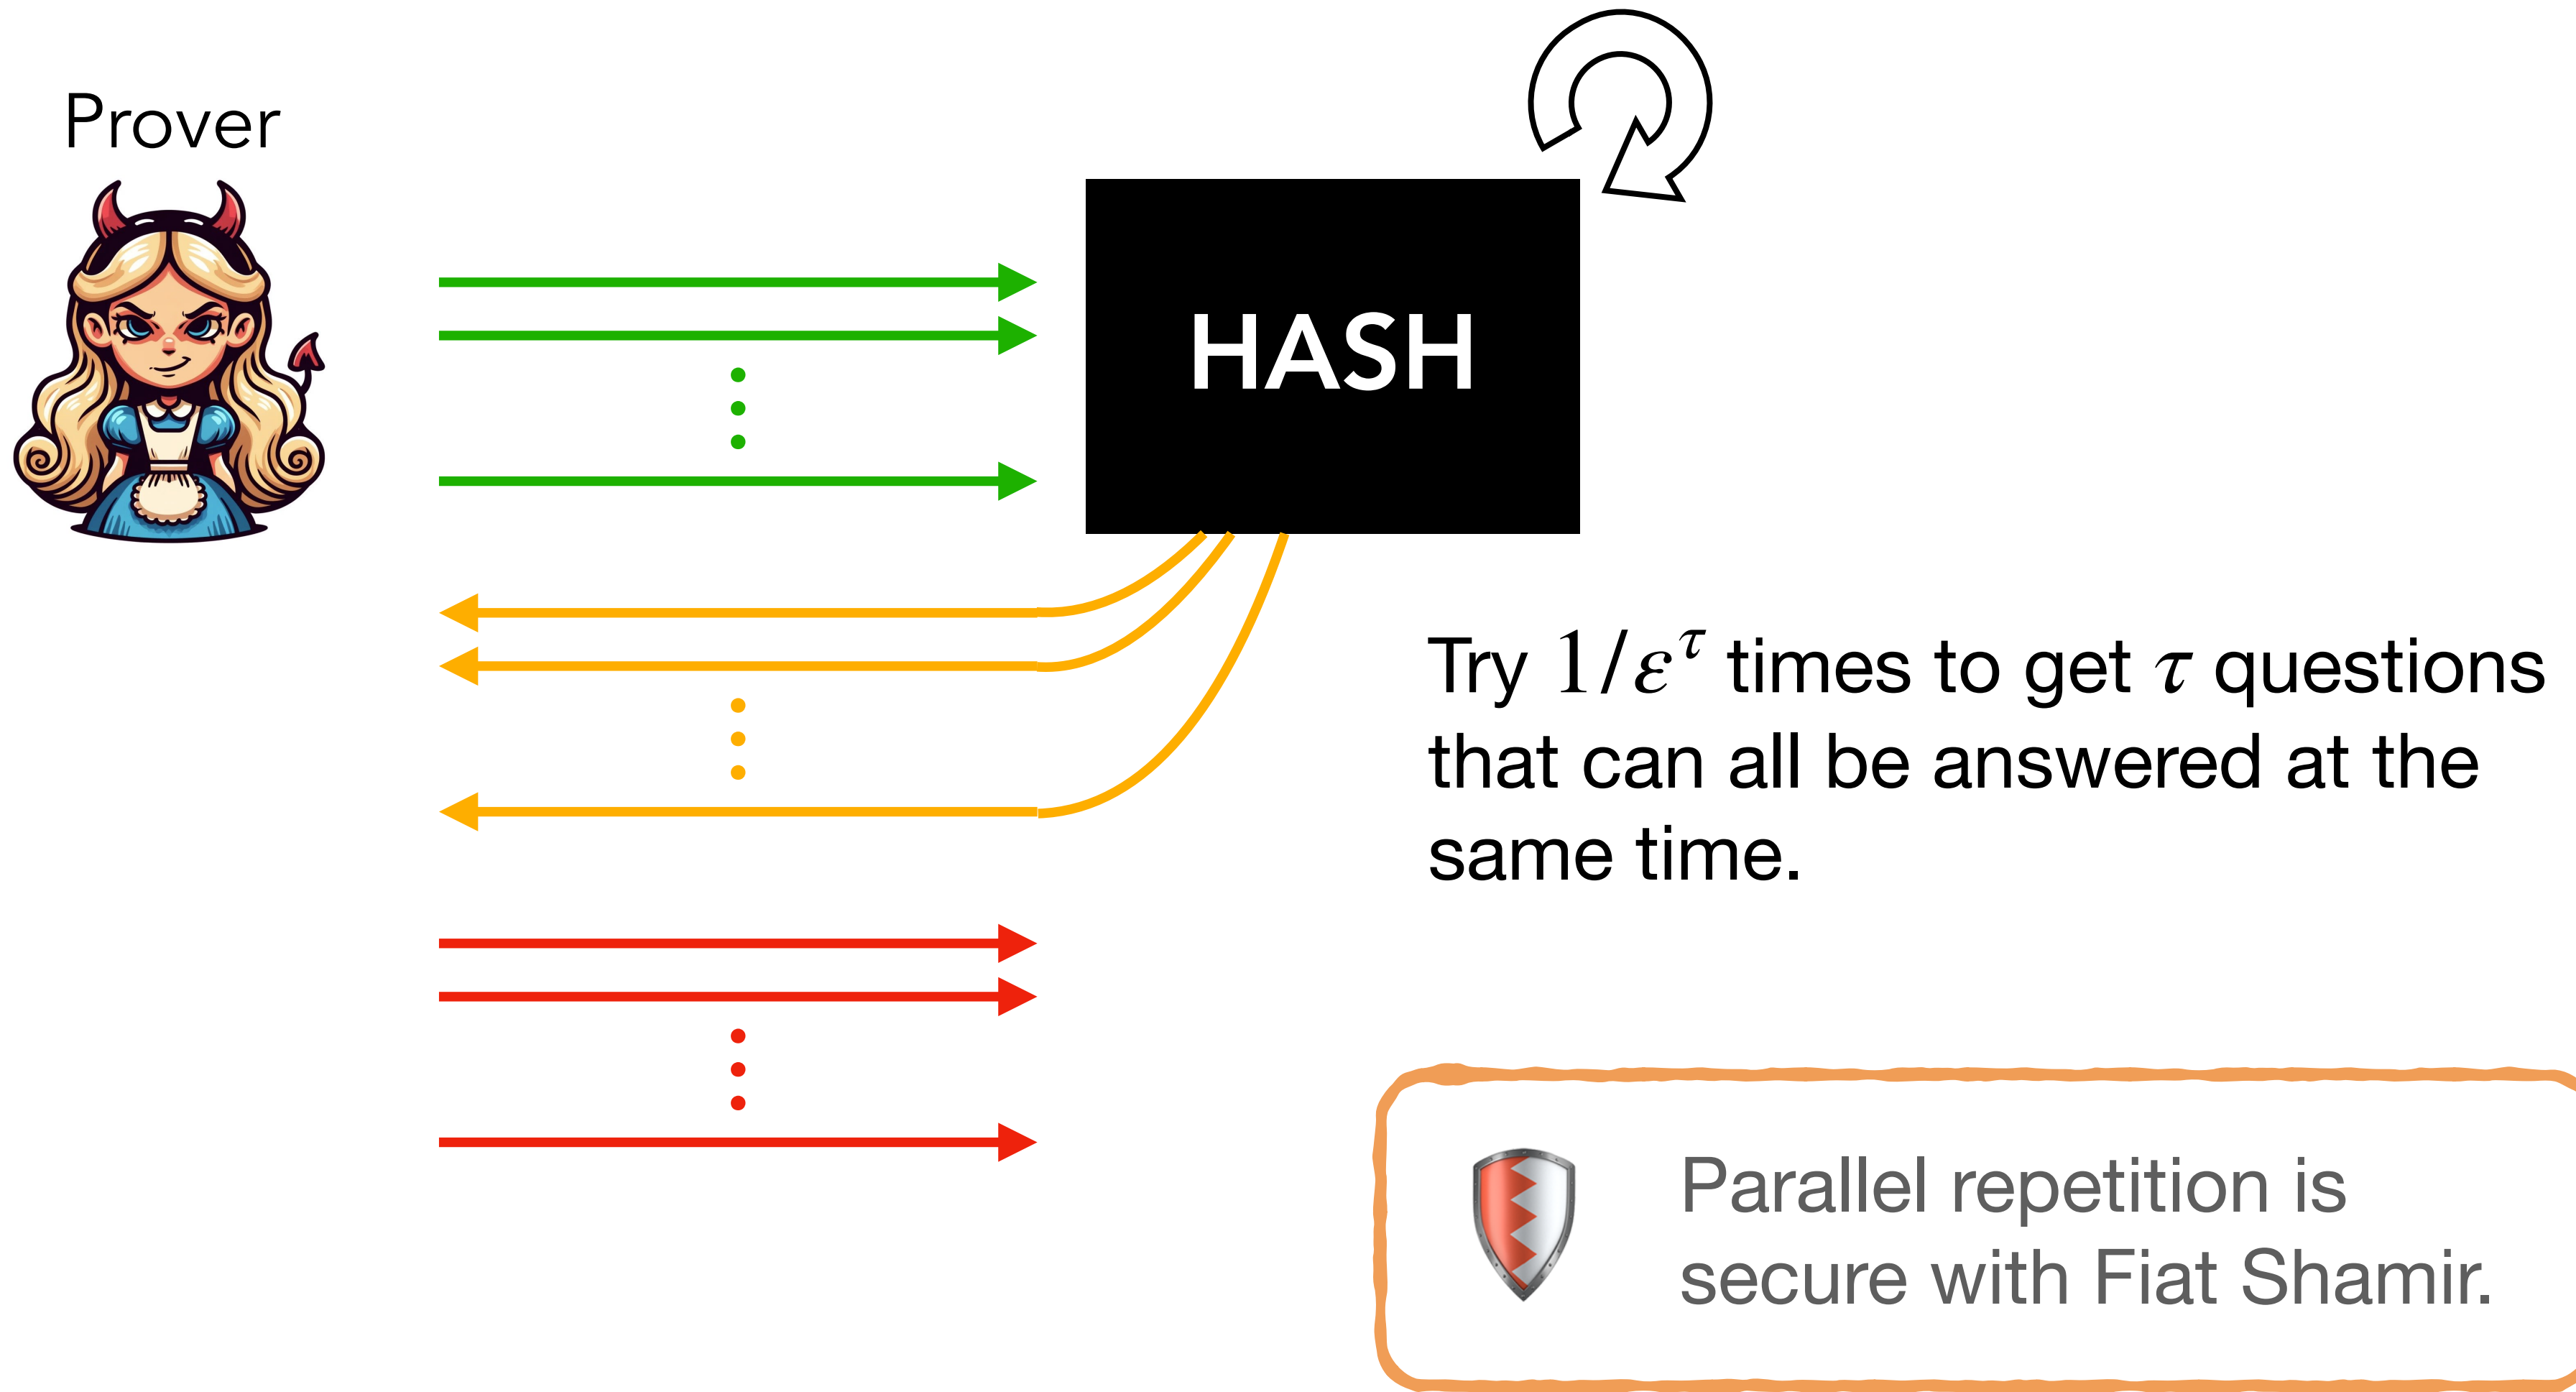 Prover
HASH
Try 1/ε^τ times to get τ questions
that can all be answered at the
same time.
Parallel repetition is
secure with Fiat Shamir.